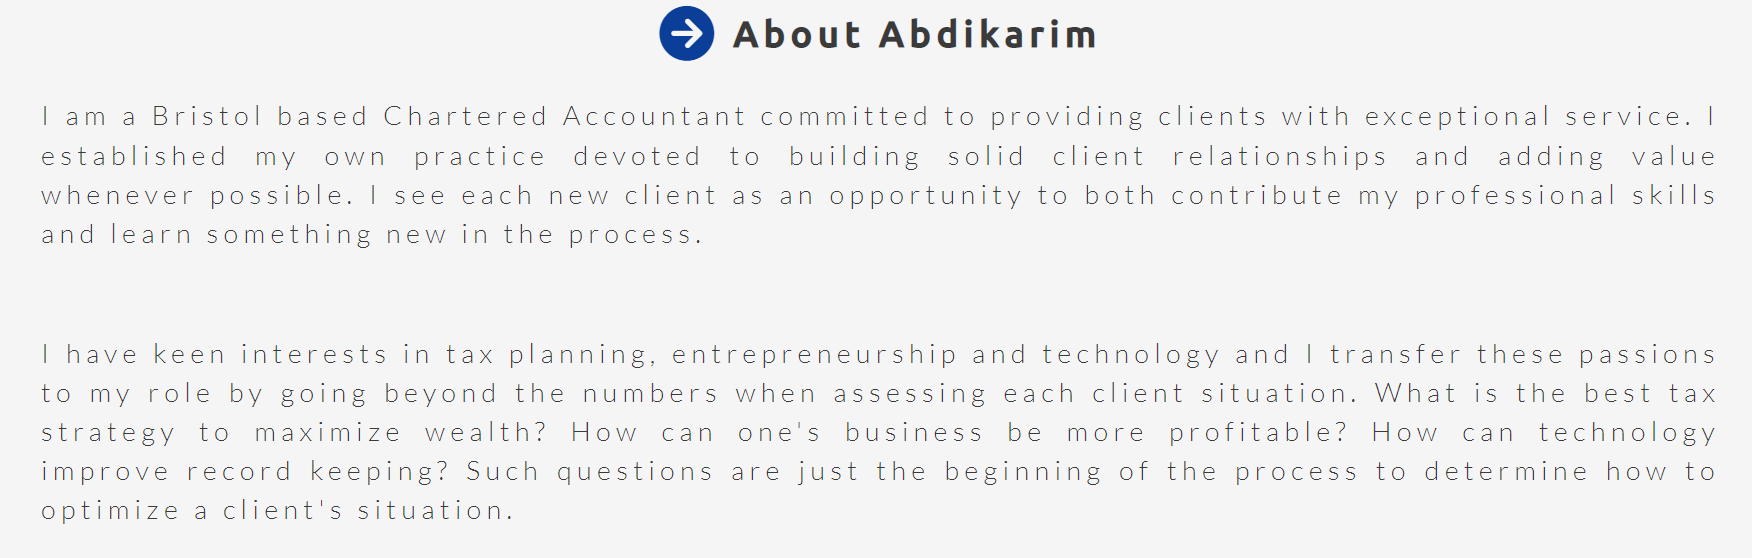 About Abdikarim
I am a Bristol based Chartered Accountant committed to providing clients with exceptional service. I
established my own practice devoted to building solid client relationships and adding value
whenever possible. I see each new client as an opportunity to both contribute my professional skills
and learn something new in the process.
I have keen interests in tax planning, entrepreneurship and technology and I transfer these passions
to my role by going beyond the numbers when assessing each client situation. What is the best tax
strategy to maximize wealth? How can one's business be more profitable? How can technology
improve record keeping? Such questions are just the beginning of the process to determine how to
optimize a client's situation.